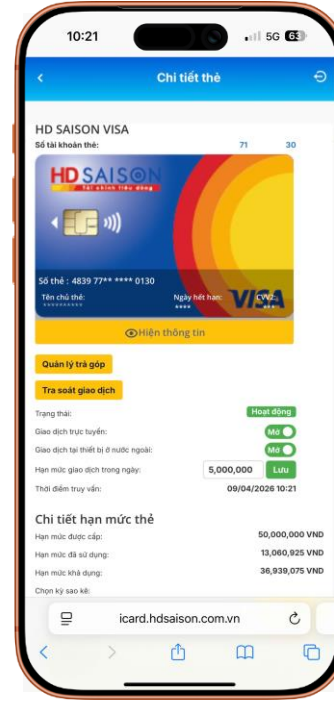 10:21
5G 63
Chi tiết thẻ
HD SAISON VISA
Số tài khoản thẻ: 71 30
HD SAISON
Tài chính tiêu dùng
Số thẻ : 4839 77** **** 0130
Tên chủ thẻ: Ngày hết hạn: CVV2:
********** **** ***
VISA
Hiện thông tin
Quản lý trả góp
Tra soát giao dịch
Trạng thái: Hoạt động
Giao dịch trực tuyến: Mở
Giao dịch tại thiết bị ở nước ngoài: Mở
Hạn mức giao dịch trong ngày: 5,000,000 Lưu
Thời điểm truy vấn: 09/04/2026 10:21
Chi tiết hạn mức thẻ
Hạn mức được cấp: 50,000,000 VND
Hạn mức đã sử dụng: 13,060,925 VND
Hạn mức khả dụng: 36,939,075 VND
Chọn kỳ sao kê:
icard.hdsaison.com.vn